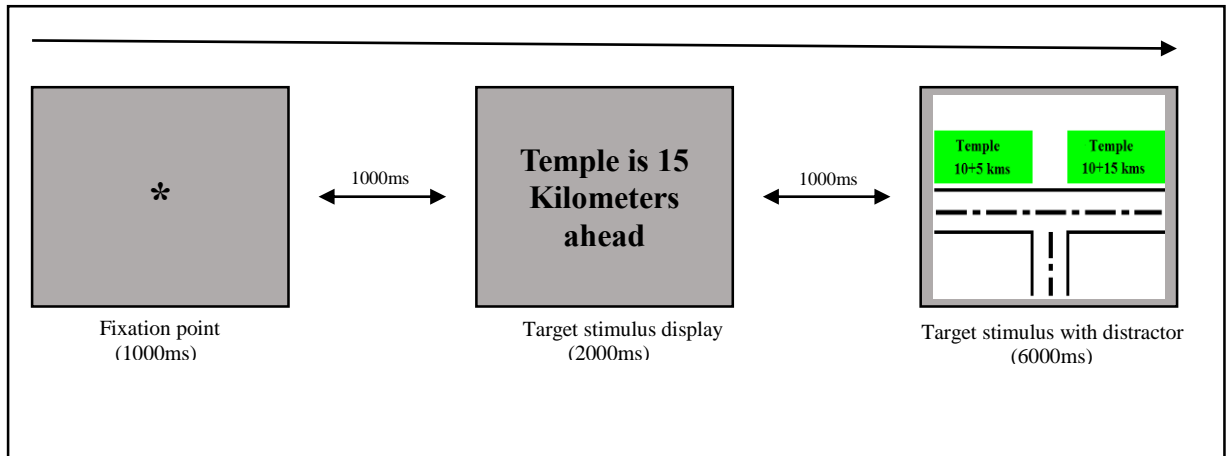 *
1000ms
Temple is 15
Kilometers
ahead
1000ms
Temple
10+5 kms
Temple
10+15 kms
Fixation point
(1000ms)
Target stimulus display
(2000ms)
Target stimulus with distractor
(6000ms)